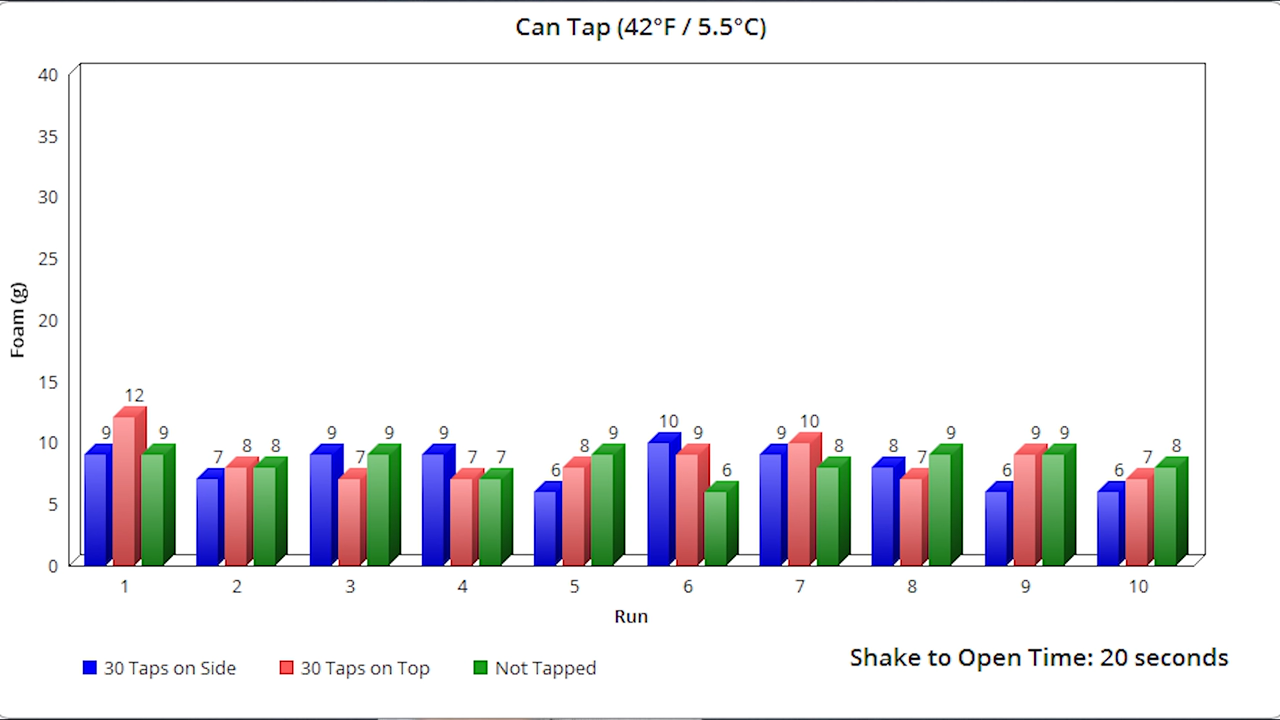 Can Tap (42°F / 5.5°C)
40
35
30
25
20
15
10
5
0
Foam (g)
9 12 9 7 8 8 9 7 9 9 7 7 6 8 9 10 9 6 9 10 8 8 7 9 6 9 9 6 7 8
1 2 3 4 5 6 7 8 9 10
Run
30 Taps on Side 30 Taps on Top Not Tapped
Shake to Open Time: 20 seconds